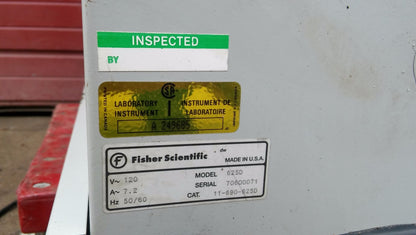 INSPECTED
BY
LABORATORY INSTRUMENT DE
INSTRUMENT LABORATOIRE
A 249685
Fisher Scientific
MADE IN U.S.A.
V~ 120 MODEL 625D
A~ 7.2 SERIAL 70600071
Hz 50/60 CAT. 11-690-625D